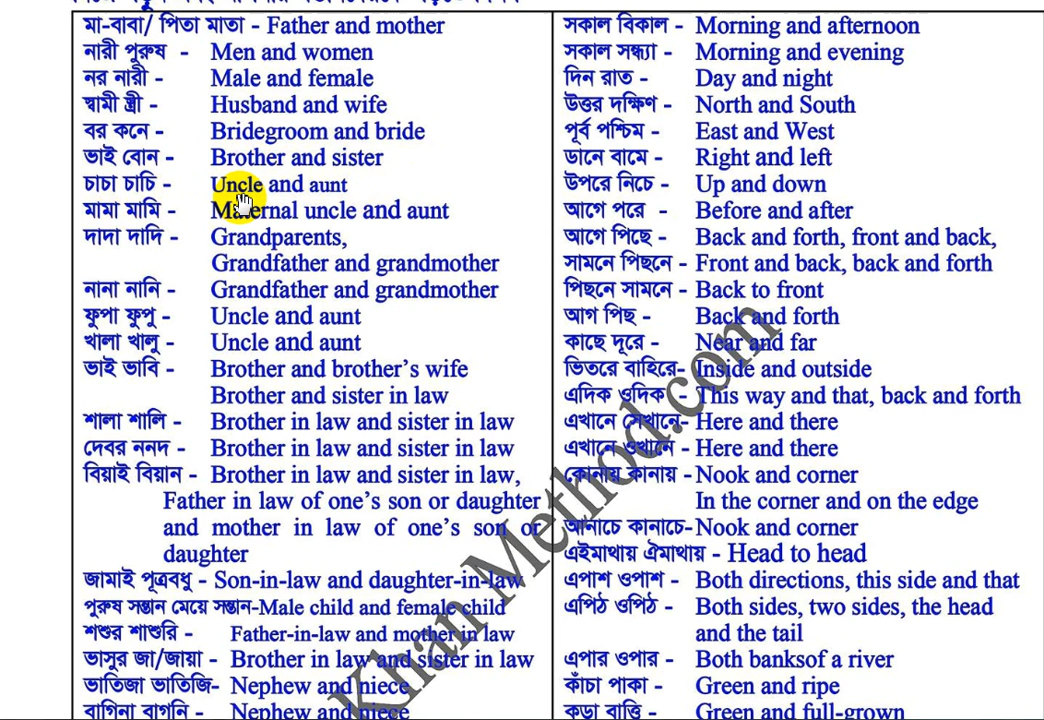 মা-বাবা/ পিতা মাতা - Father and mother
নারী পুরুষ - Men and women
নর নারী - Male and female
স্বামী স্ত্রী - Husband and wife
বর কনে - Bridegroom and bride
ভাই বোন - Brother and sister
চাচা চাচি - Uncle and aunt
মামা মামি - Maternal uncle and aunt
দাদা দাদি - Grandparents,
Grandfather and grandmother
নানা নানি - Grandfather and grandmother
ফুপা ফুপু - Uncle and aunt
খালা খালু - Uncle and aunt
ভাই ভাবি - Brother and brother’s wife
Brother and sister in law
শালা শালি - Brother in law and sister in law
দেবর ননদ - Brother in law and sister in law
বিয়াই বিয়ান - Brother in law and sister in law,
Father in law of one’s son or daughter
and mother in law of one’s son or
daughter
জামাই পূত্রবধু - Son-in-law and daughter-in-law
পুরুষ সন্তান মেয়ে সন্তান-Male child and female child
শশুর শাশুরি - Father-in-law and mother in law
ভাসুর জা/জায়া - Brother in law and sister in law
ভাতিজা ভাতিজি- Nephew and niece
বাগিনা বাগনি - Nephew and niece
সকাল বিকাল - Morning and afternoon
সকাল সন্ধ্যা - Morning and evening
দিন রাত - Day and night
উত্তর দক্ষিণ - North and South
পূর্ব পশ্চিম - East and West
ডানে বামে - Right and left
উপরে নিচে - Up and down
আগে পরে - Before and after
আগে পিছে - Back and forth, front and back,
সামনে পিছনে - Front and back, back and forth
পিছনে সামনে - Back to front
আগ পিছ - Back and forth
কাছে দূরে - Near and far
ভিতরে বাহিরে- Inside and outside
এদিক ওদিক - This way and that, back and forth
এখানে সেখানে- Here and there
এখানে ওখানে - Here and there
কোনায় কানায় - Nook and corner
In the corner and on the edge
আনাচে কানাচে- Nook and corner
এইমাথায় ঐমাথায় - Head to head
এপাশ ওপাশ - Both directions, this side and that
এপিঠ ওপিঠ - Both sides, two sides, the head
and the tail
এপার ওপার - Both banksof a river
কাঁচা পাকা - Green and ripe
কড়া বাত্তি - Green and full-grown
Khan Method.com